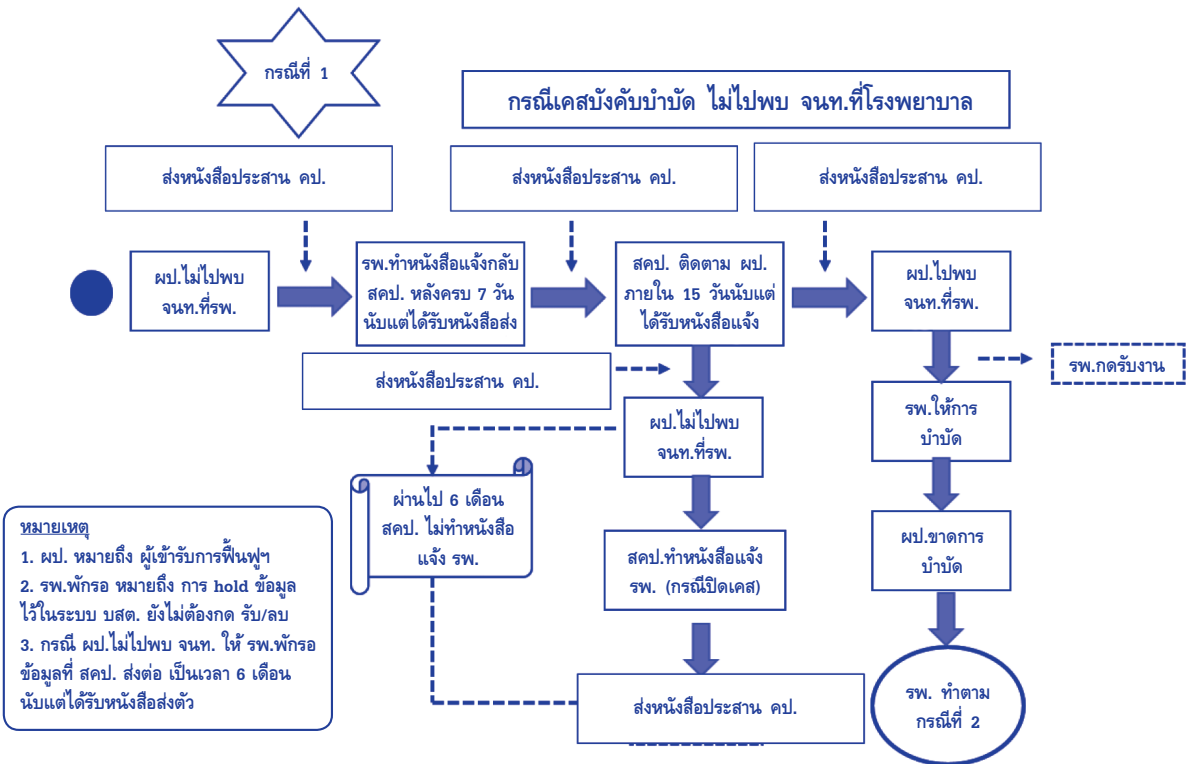 กรณีที่ 1
กรณีเคสบังคับบำบัด ไม่ไปพบ จนท.ที่โรงพยาบาล
ส่งหนังสือประสาน คป.
ส่งหนังสือประสาน คป.
ส่งหนังสือประสาน คป.
ผป.ไม่ไปพบ
จนท.ที่รพ.
รพ.ทำหนังสือแจ้งกลับ
สคป. หลังครบ 7 วัน
นับแต่ได้รับหนังสือส่ง
สคป. ติดตาม ผป.
ภายใน 15 วันนับแต่
ได้รับหนังสือแจ้ง
ผป.ไปพบ
จนท.ที่รพ.
รพ.กดรับงาน
ส่งหนังสือประสาน คป.
ผป.ไม่ไปพบ
จนท.ที่รพ.
รพ.ให้การ
บำบัด
ผ่านไป 6 เดือน
สคป. ไม่ทำหนังสือ
แจ้ง รพ.
สคป.ทำหนังสือแจ้ง
รพ. (กรณีปิดเคส)
ผป.ขาดการ
บำบัด
หมายเหตุ
1. ผป. หมายถึง ผู้เข้ารับการฟื้นฟูฯ
2. รพ.พักรอ หมายถึง การ hold ข้อมูล
ไว้ในระบบ บสต. ยังไม่ต้องกด รับ/ลบ
3. กรณี ผป.ไม่ไปพบ จนท. ให้ รพ.พักรอ
ข้อมูลที่ สคป. ส่งต่อ เป็นเวลา 6 เดือน
นับแต่ได้รับหนังสือส่งตัว
ส่งหนังสือประสาน คป.
รพ. ทำตาม
กรณีที่ 2